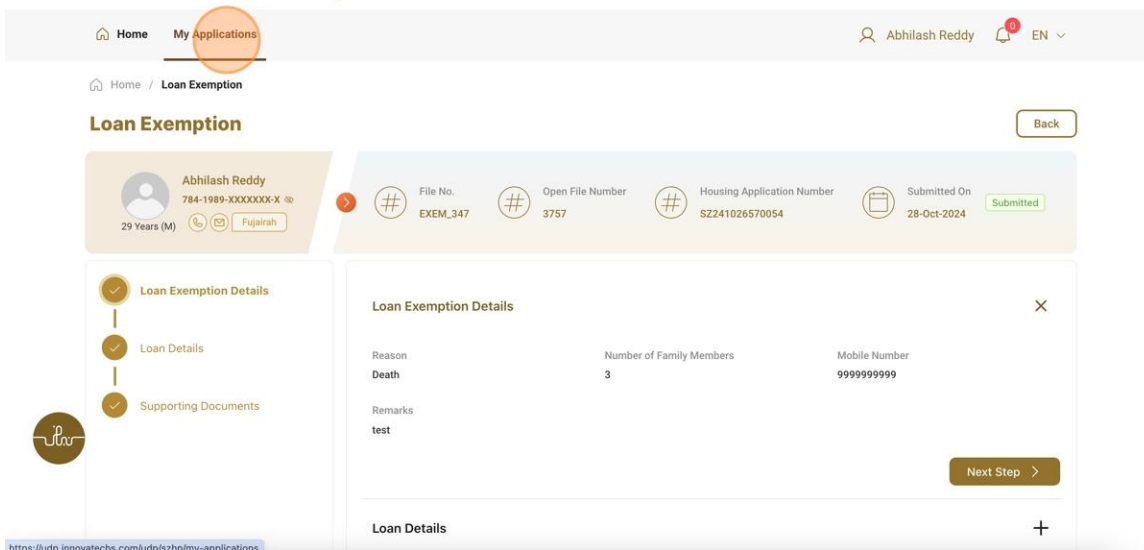 Home My Applications Abhilash Reddy 0 EN
Home / Loan Exemption
Loan Exemption Back
Abhilash Reddy
784-1989-XXXXXXX-X
29 Years (M) Fujairah
File No. Open File Number Housing Application Number Submitted On
EXEM_347 3757 SZ241026570054 28-Oct-2024 Submitted
Loan Exemption Details
Loan Details
Supporting Documents
Loan Exemption Details
Reason Number of Family Members Mobile Number
Death 3 9999999999
Remarks
test
Next Step
Loan Details
https://udp.innovatechs.com/udp/szhp/my-applications